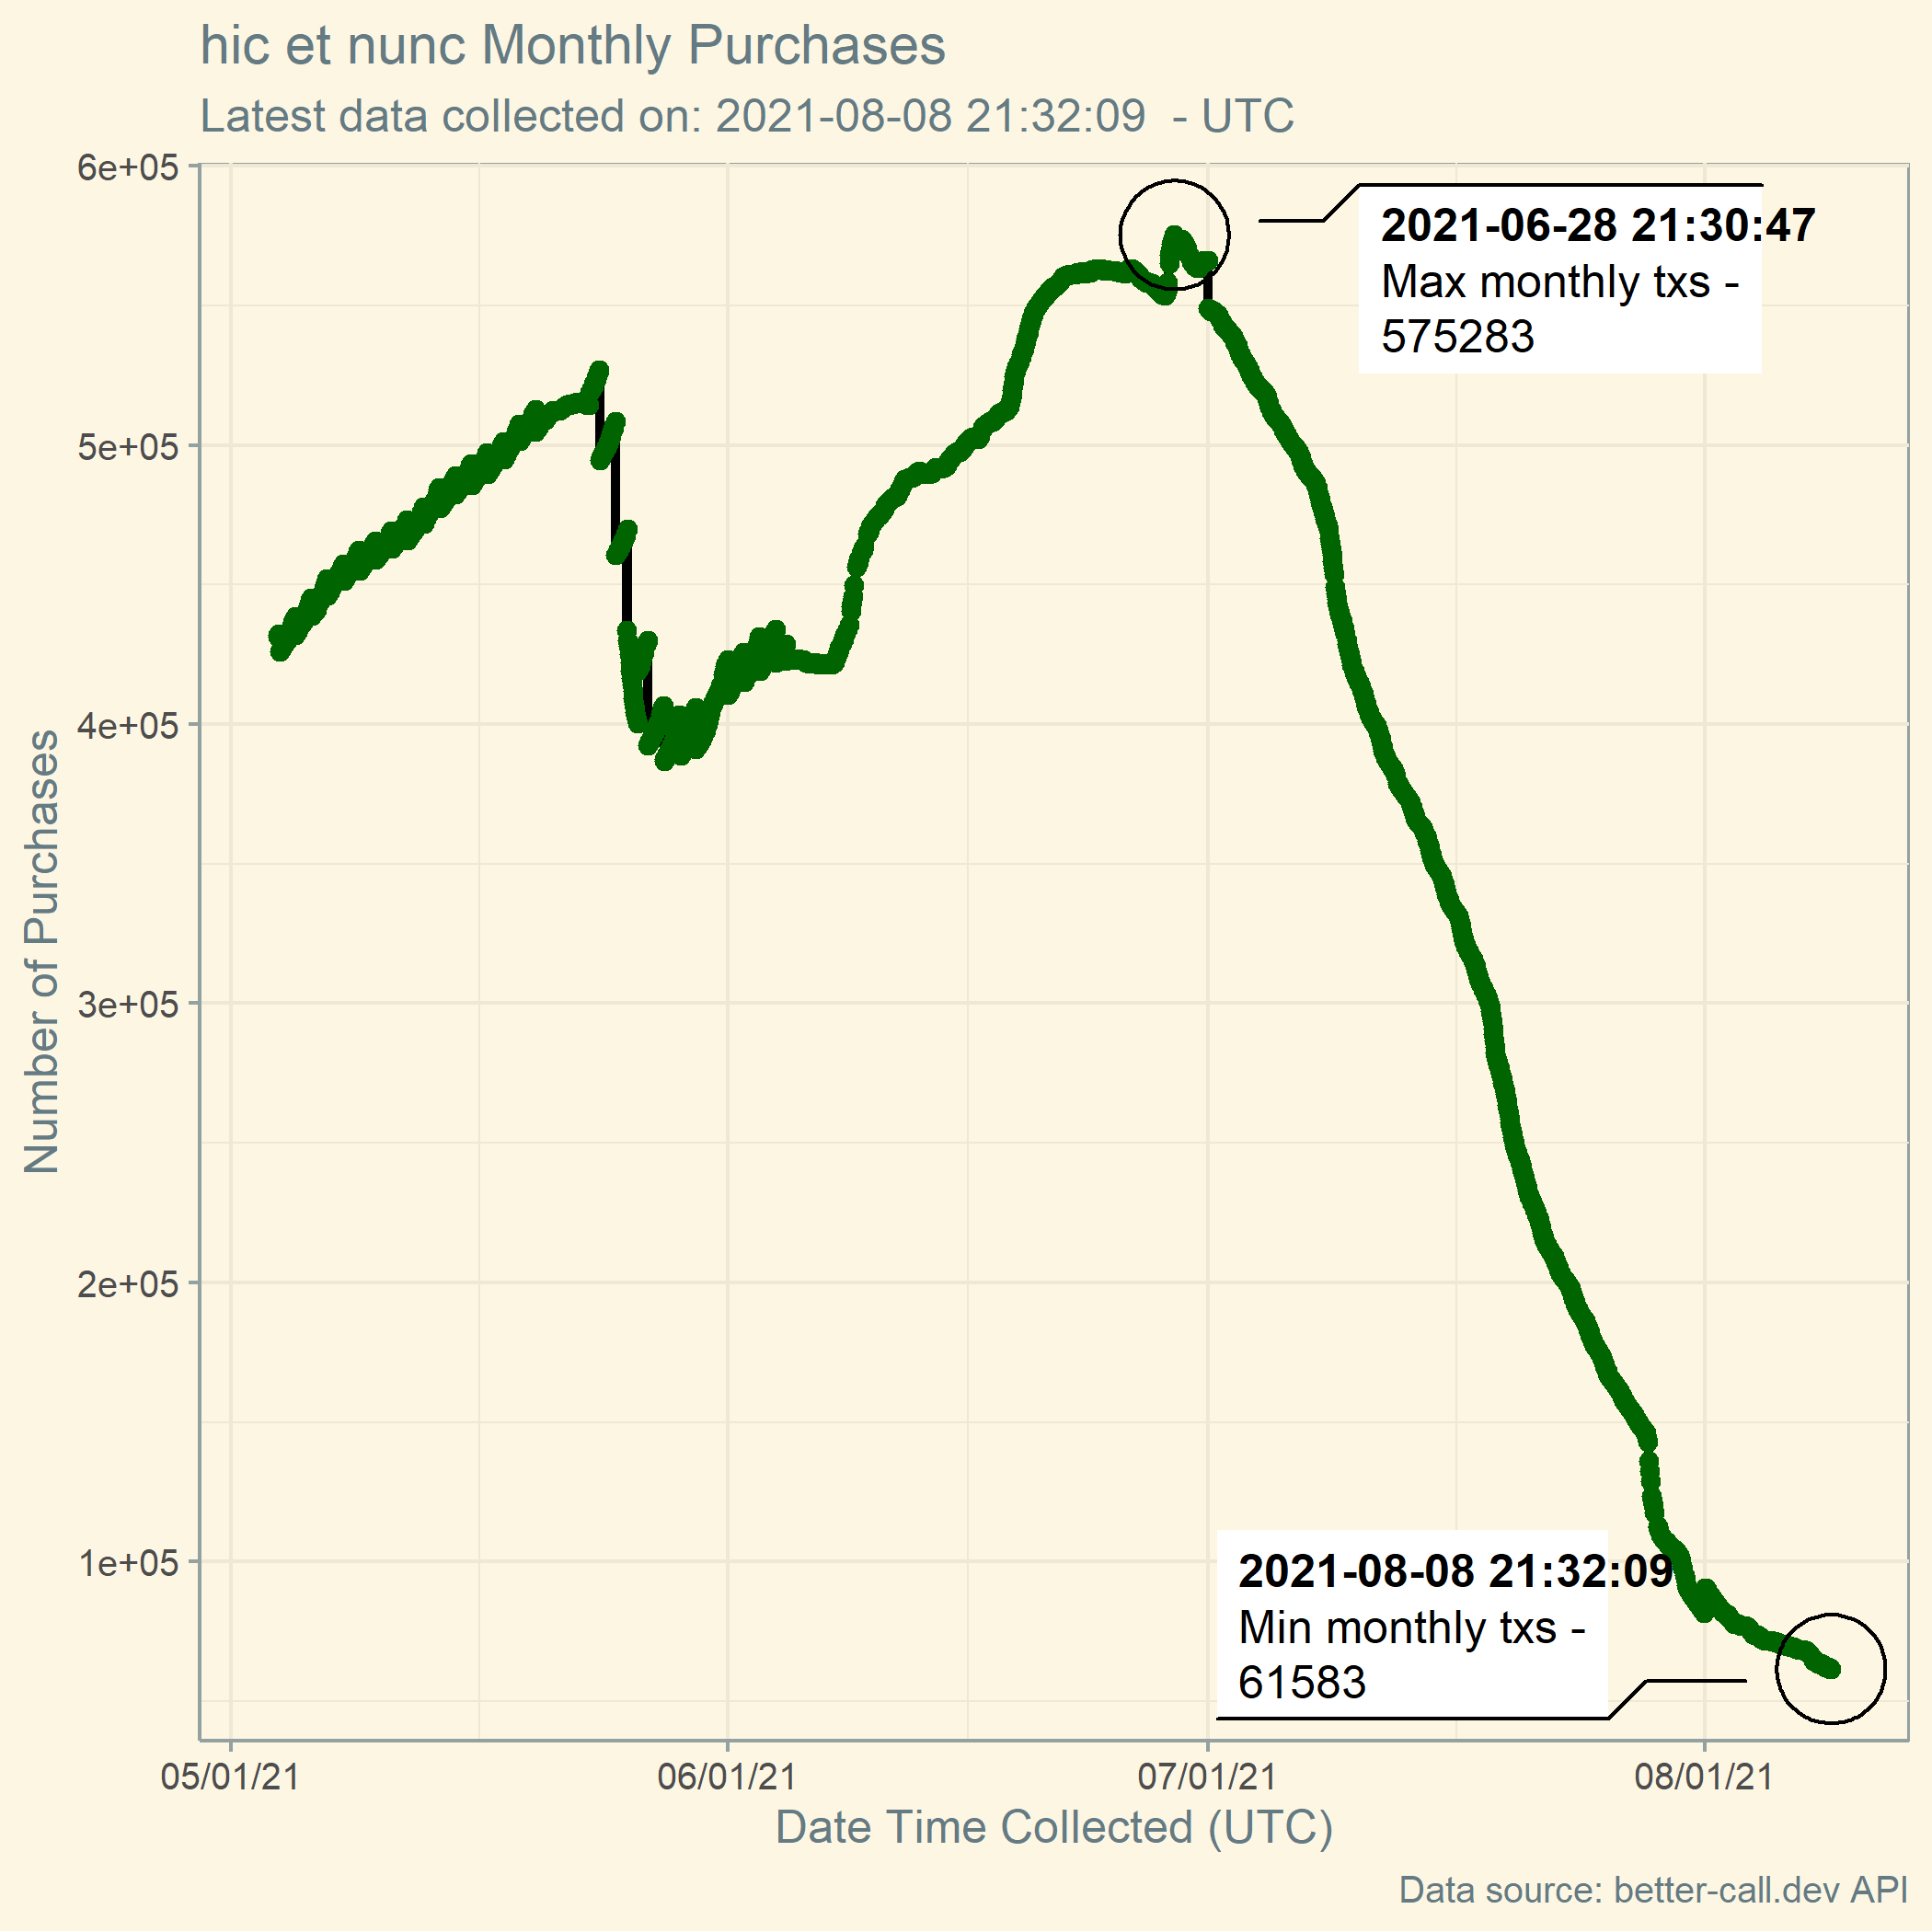 hic et nunc Monthly Purchases
Latest data collected on: 2021-08-08 21:32:09  - UTC
6e+05
5e+05
4e+05
3e+05
2e+05
1e+05
Number of Purchases
2021-06-28 21:30:47
Max monthly txs -
575283
2021-08-08 21:32:09
Min monthly txs -
61583
05/01/21
06/01/21
07/01/21
08/01/21
Date Time Collected (UTC)
Data source: better-call.dev API